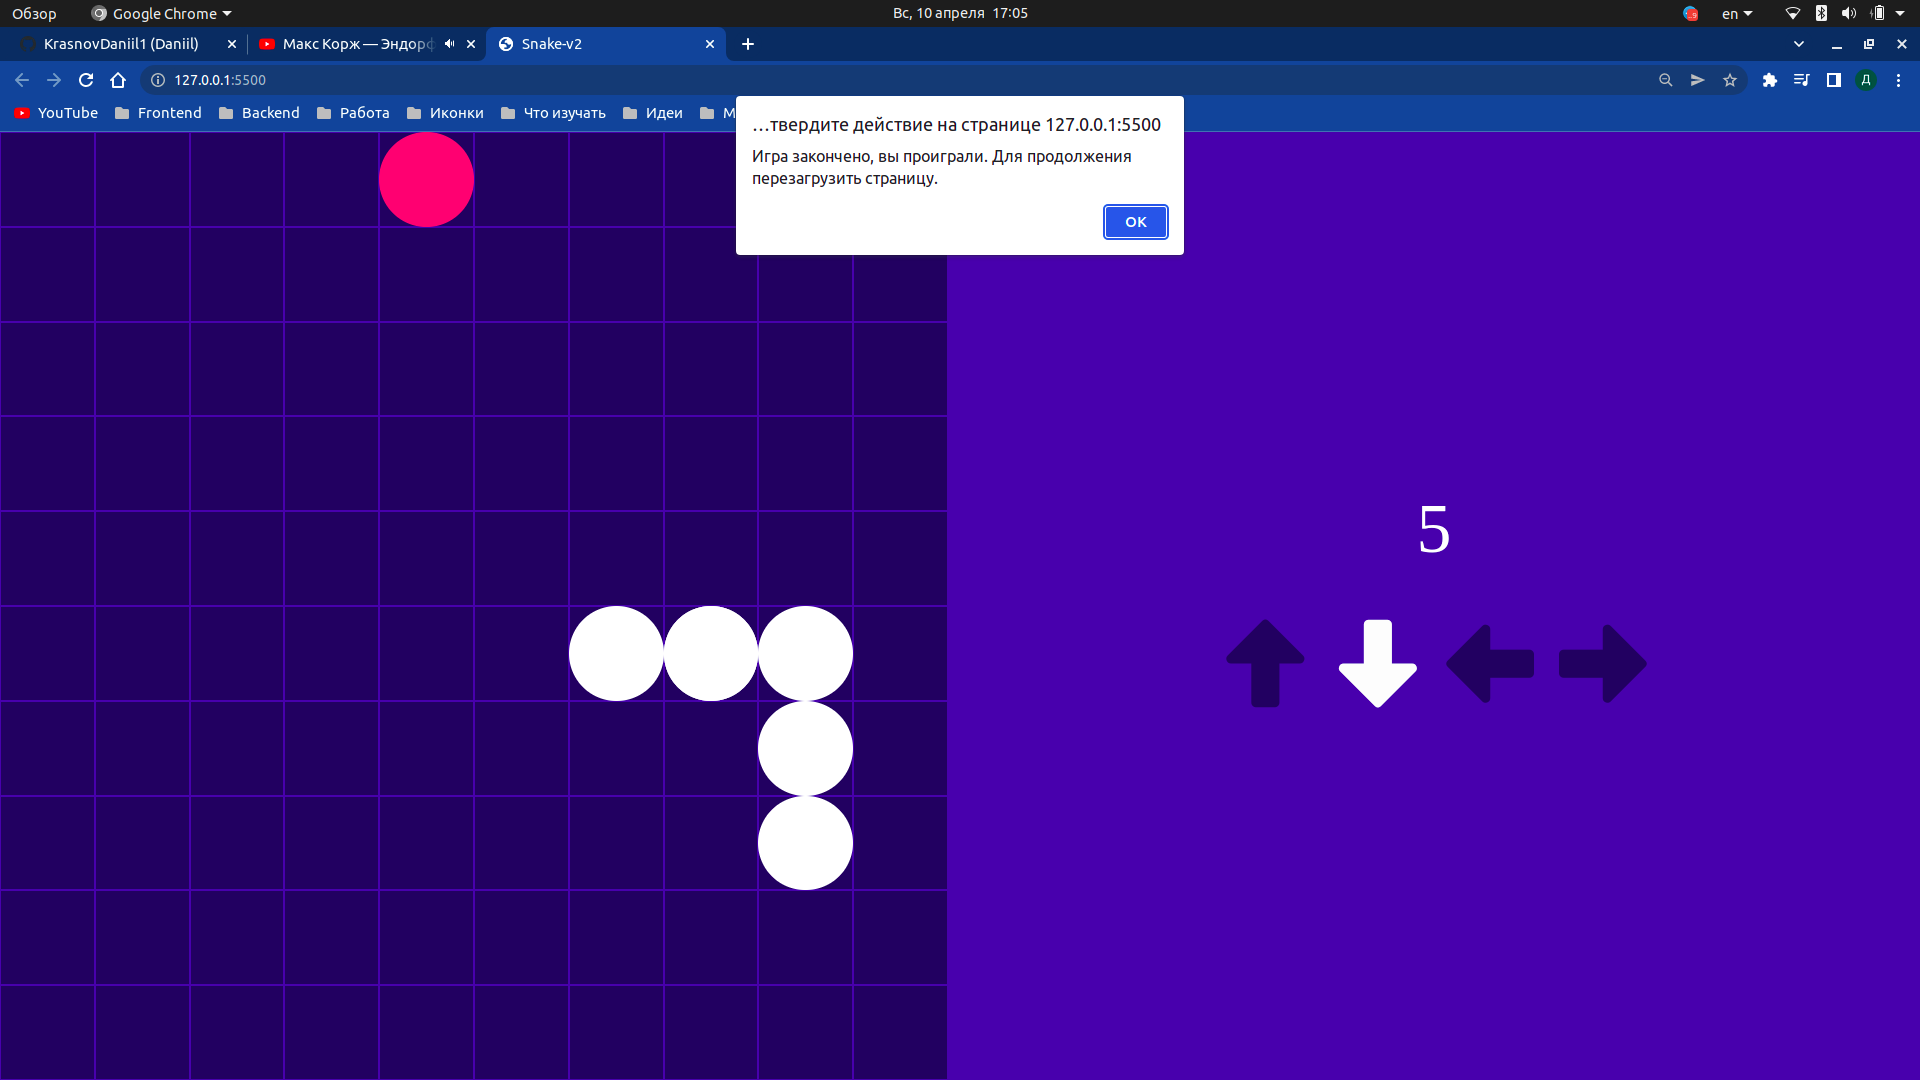 Обзор
Google Chrome
Вс, 10 апреля 17:05
en
KrasnovDaniil1 (Daniil)
Макс Корж — Эндорф
Snake-v2
127.0.0.1:5500
Д
YouTube
Frontend
Backend
Работа
Иконки
Что изучать
Идеи
М
…твердите действие на странице 127.0.0.1:5500
Игра закончено, вы проиграли. Для продолжения
перезагрузить страницу.
OK
5